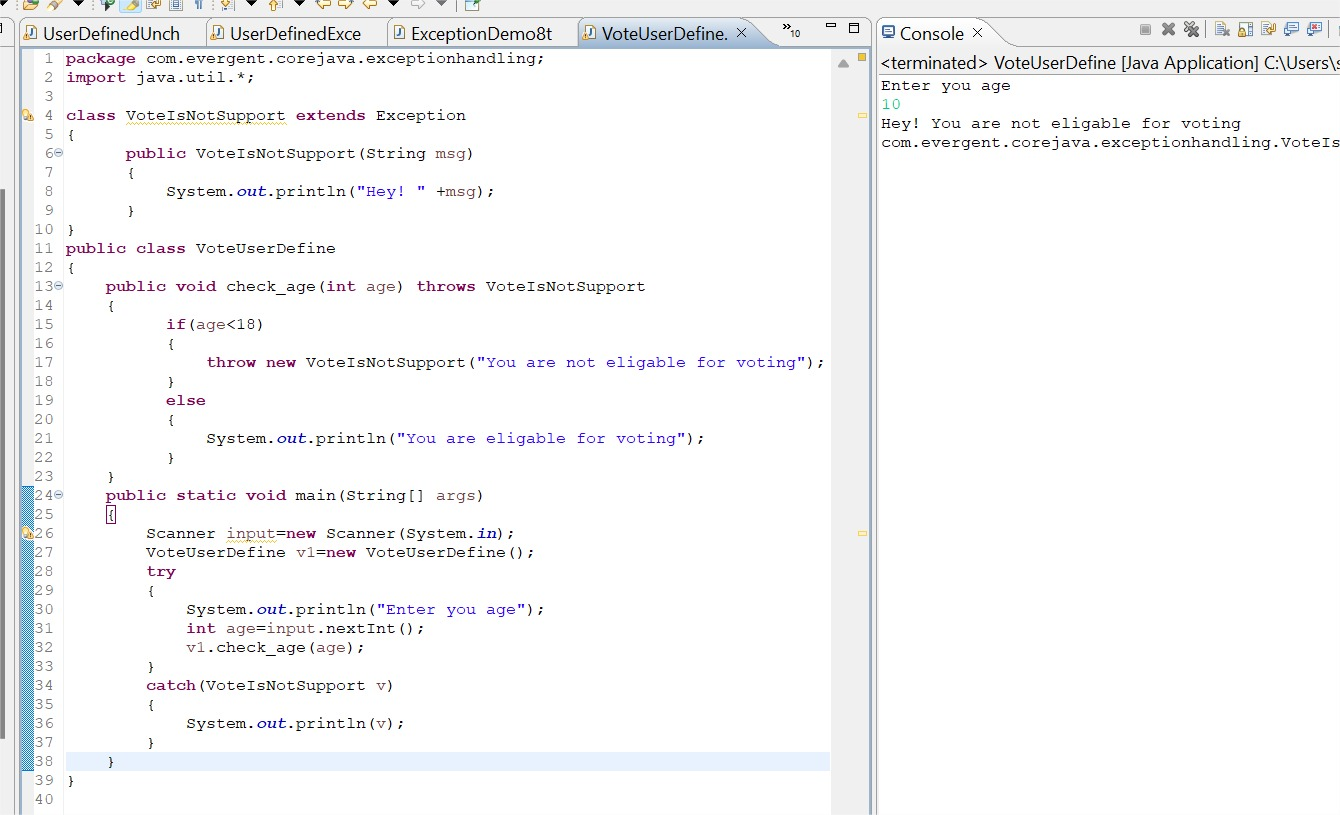 UserDefinedUnch UserDefinedExce ExceptionDemo8t VoteUserDefine. 10
1 package com.evergent.corejava.exceptionhandling;
2 import java.util.*;
3
4 class VoteIsNotSupport extends Exception
5 {
6 public VoteIsNotSupport(String msg)
7 {
8 System.out.println("Hey! " +msg);
9 }
10 }
11 public class VoteUserDefine
12 {
13 public void check_age(int age) throws VoteIsNotSupport
14 {
15 if(age<18)
16 {
17 throw new VoteIsNotSupport("You are not eligable for voting");
18 }
19 else
20 {
21 System.out.println("You are eligable for voting");
22 }
23 }
24 public static void main(String[] args)
25 {
26 Scanner input=new Scanner(System.in);
27 VoteUserDefine v1=new VoteUserDefine();
28 try
29 {
30 System.out.println("Enter you age");
31 int age=input.nextInt();
32 v1.check_age(age);
33 }
34 catch(VoteIsNotSupport v)
35 {
36 System.out.println(v);
37 }
38 }
39 }
40
Console
<terminated> VoteUserDefine [Java Application] C:\Users\s
Enter you age
10
Hey! You are not eligable for voting
com.evergent.corejava.exceptionhandling.VoteIs